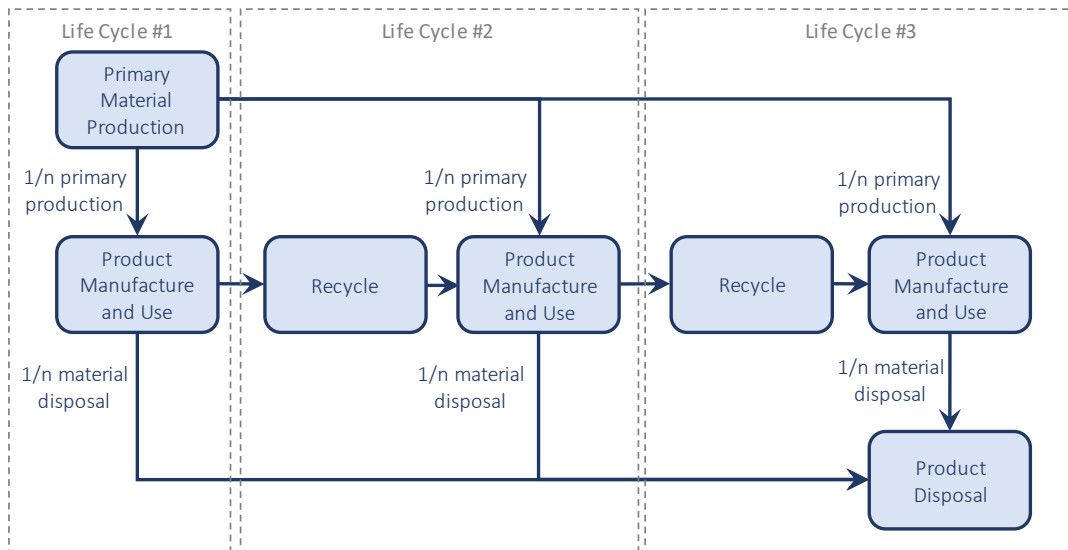 Life Cycle #1
Life Cycle #2
Life Cycle #3
Primary
Material
Production
1/n primary
production
1/n primary
production
1/n primary
production
Product
Manufacture
and Use
Recycle
Product
Manufacture
and Use
Recycle
Product
Manufacture
and Use
1/n material
disposal
1/n material
disposal
1/n material
disposal
Product
Disposal